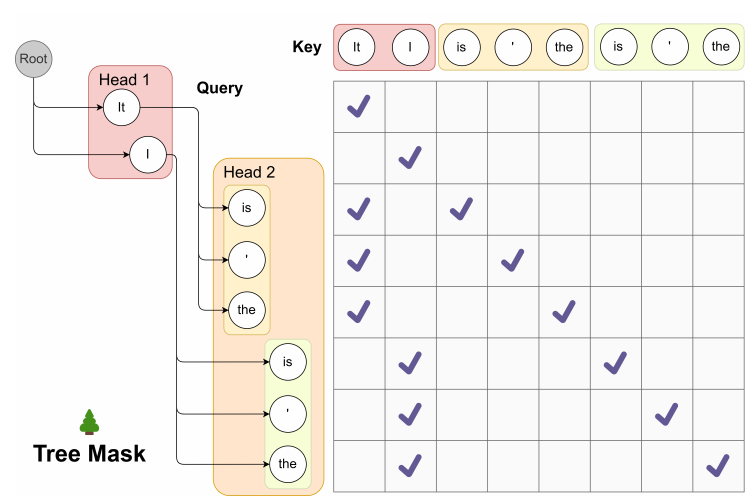 Key It I is ' the is ' the
Root
Head 1
Query
It
I
Head 2
is
'
the
is
'
the
Tree Mask